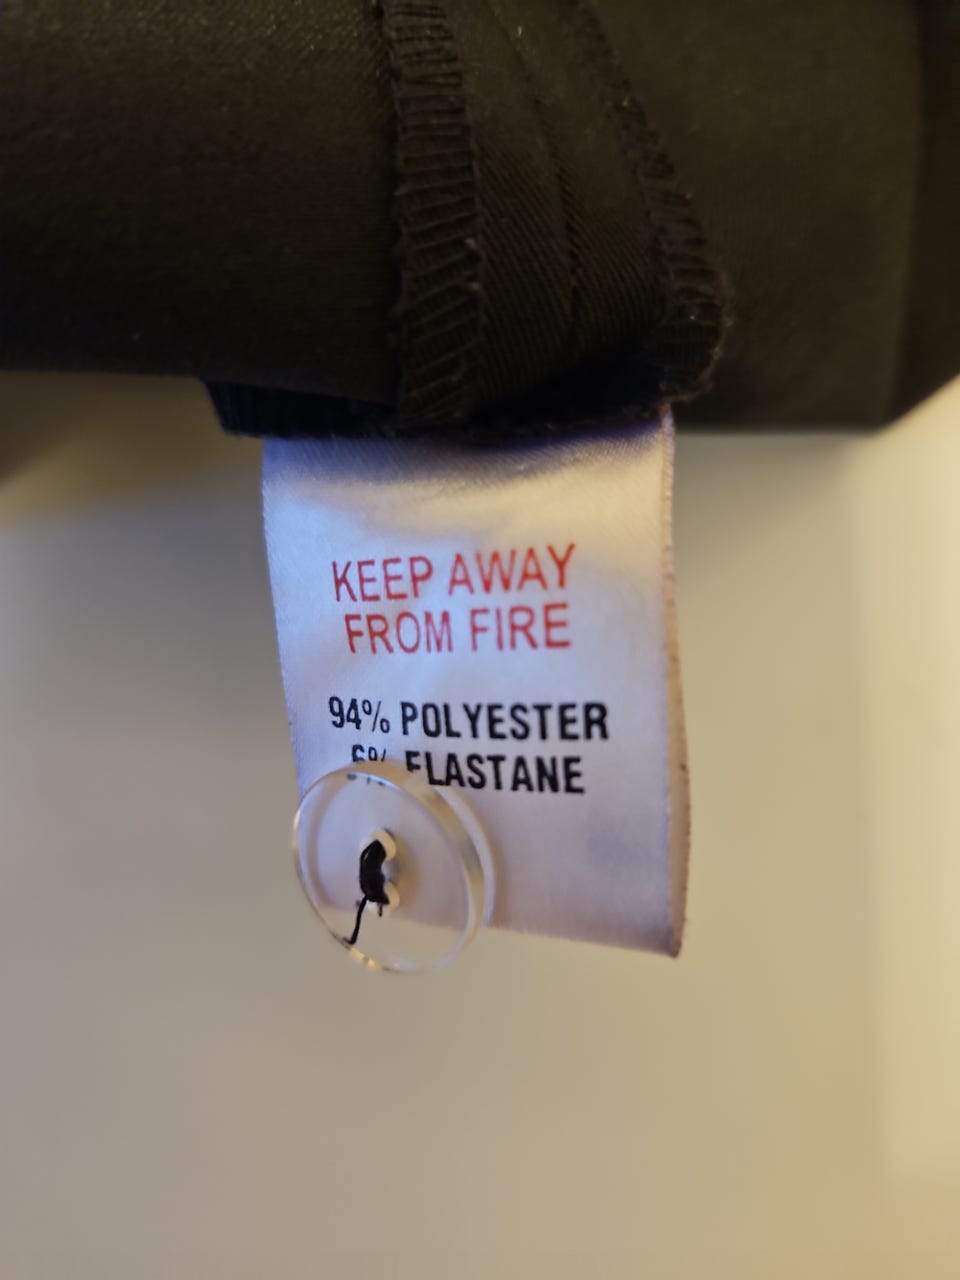 KEEP AWAY
FROM FIRE
94% POLYESTER
6% ELASTANE